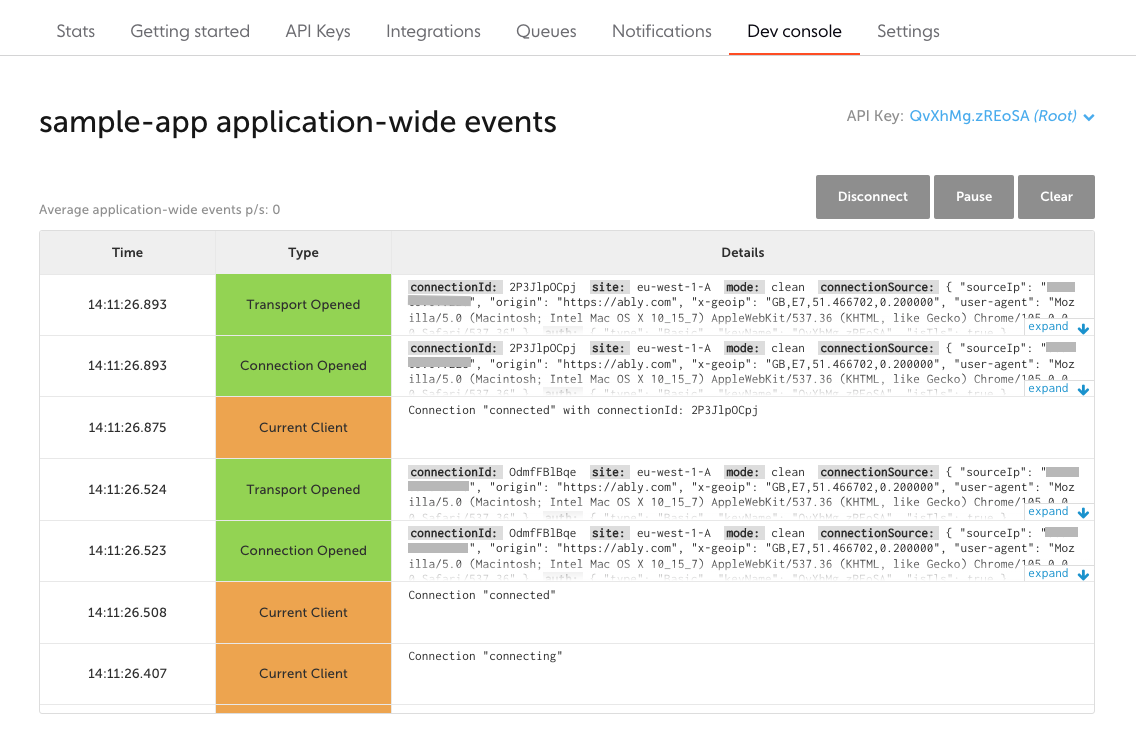 Stats Getting started API Keys Integrations Queues Notifications Dev console Settings
sample-app application-wide events
API Key: QvXhMg.zREoSA (Root)
Disconnect Pause Clear
Average application-wide events p/s: 0
Time Type Details
14:11:26.893 Transport Opened
connectionId: 2P3JlpOCpj site: eu-west-1-A mode: clean connectionSource: { "sourceIp": "
", "origin": "https://ably.com", "x-geoip": "GB,E7,51.466702,0.200000", "user-agent": "Moz
illa/5.0 (Macintosh; Intel Mac OS X 10_15_7) AppleWebKit/537.36 (KHTML, like Gecko) Chrome/105.0.0
expand
14:11:26.893 Connection Opened
connectionId: 2P3JlpOCpj site: eu-west-1-A mode: clean connectionSource: { "sourceIp": "
", "origin": "https://ably.com", "x-geoip": "GB,E7,51.466702,0.200000", "user-agent": "Moz
illa/5.0 (Macintosh; Intel Mac OS X 10_15_7) AppleWebKit/537.36 (KHTML, like Gecko) Chrome/105.0.0
expand
14:11:26.875 Current Client
Connection "connected" with connectionId: 2P3JlpOCpj
14:11:26.524 Transport Opened
connectionId: OdmfFBlBqe site: eu-west-1-A mode: clean connectionSource: { "sourceIp": "
", "origin": "https://ably.com", "x-geoip": "GB,E7,51.466702,0.200000", "user-agent": "Moz
illa/5.0 (Macintosh; Intel Mac OS X 10_15_7) AppleWebKit/537.36 (KHTML, like Gecko) Chrome/105.0.0
expand
14:11:26.523 Connection Opened
connectionId: OdmfFBlBqe site: eu-west-1-A mode: clean connectionSource: { "sourceIp": "
", "origin": "https://ably.com", "x-geoip": "GB,E7,51.466702,0.200000", "user-agent": "Moz
illa/5.0 (Macintosh; Intel Mac OS X 10_15_7) AppleWebKit/537.36 (KHTML, like Gecko) Chrome/105.0.0
expand
14:11:26.508 Current Client
Connection "connected"
14:11:26.407 Current Client
Connection "connecting"